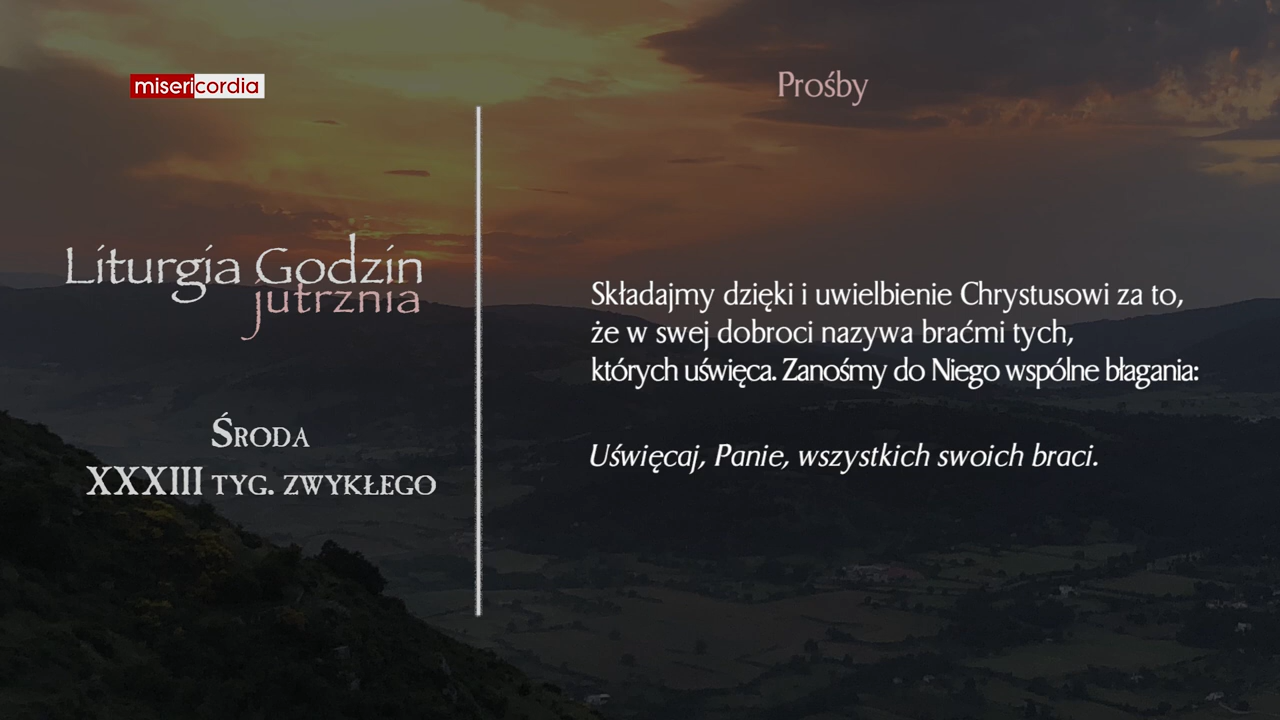 misericordia
Liturgia Godzin
jutrznia
Środa
XXXIII tyg. zwykłego
Prośby
Składajmy dzięki i uwielbienie Chrystusowi za to,
że w swej dobroci nazywa braćmi tych,
których uświęca. Zanośmy do Niego wspólne błagania:
Uświęcaj, Panie, wszystkich swoich braci.